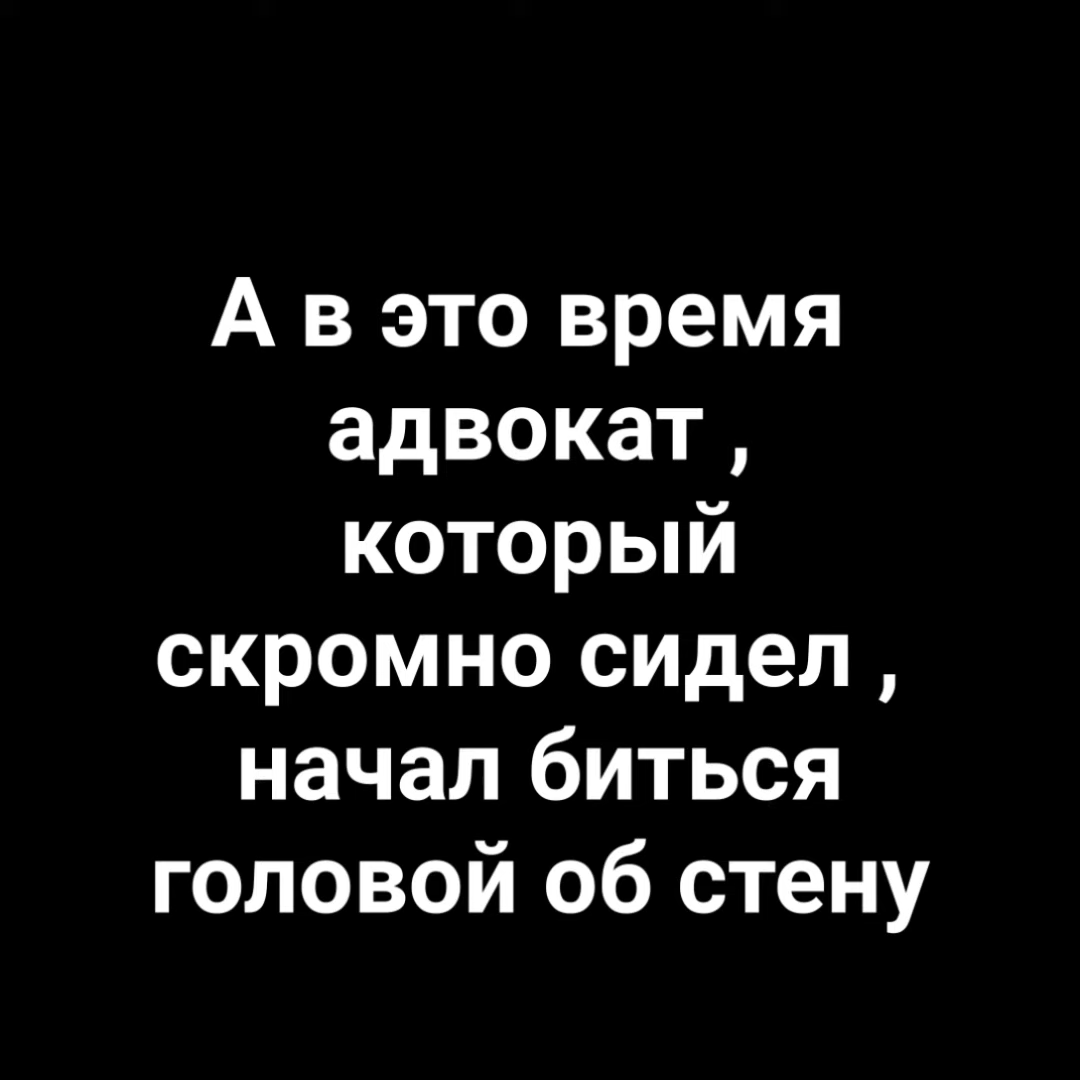 А в это время
адвокат ,
который
скромно сидел ,
начал биться
головой об стену